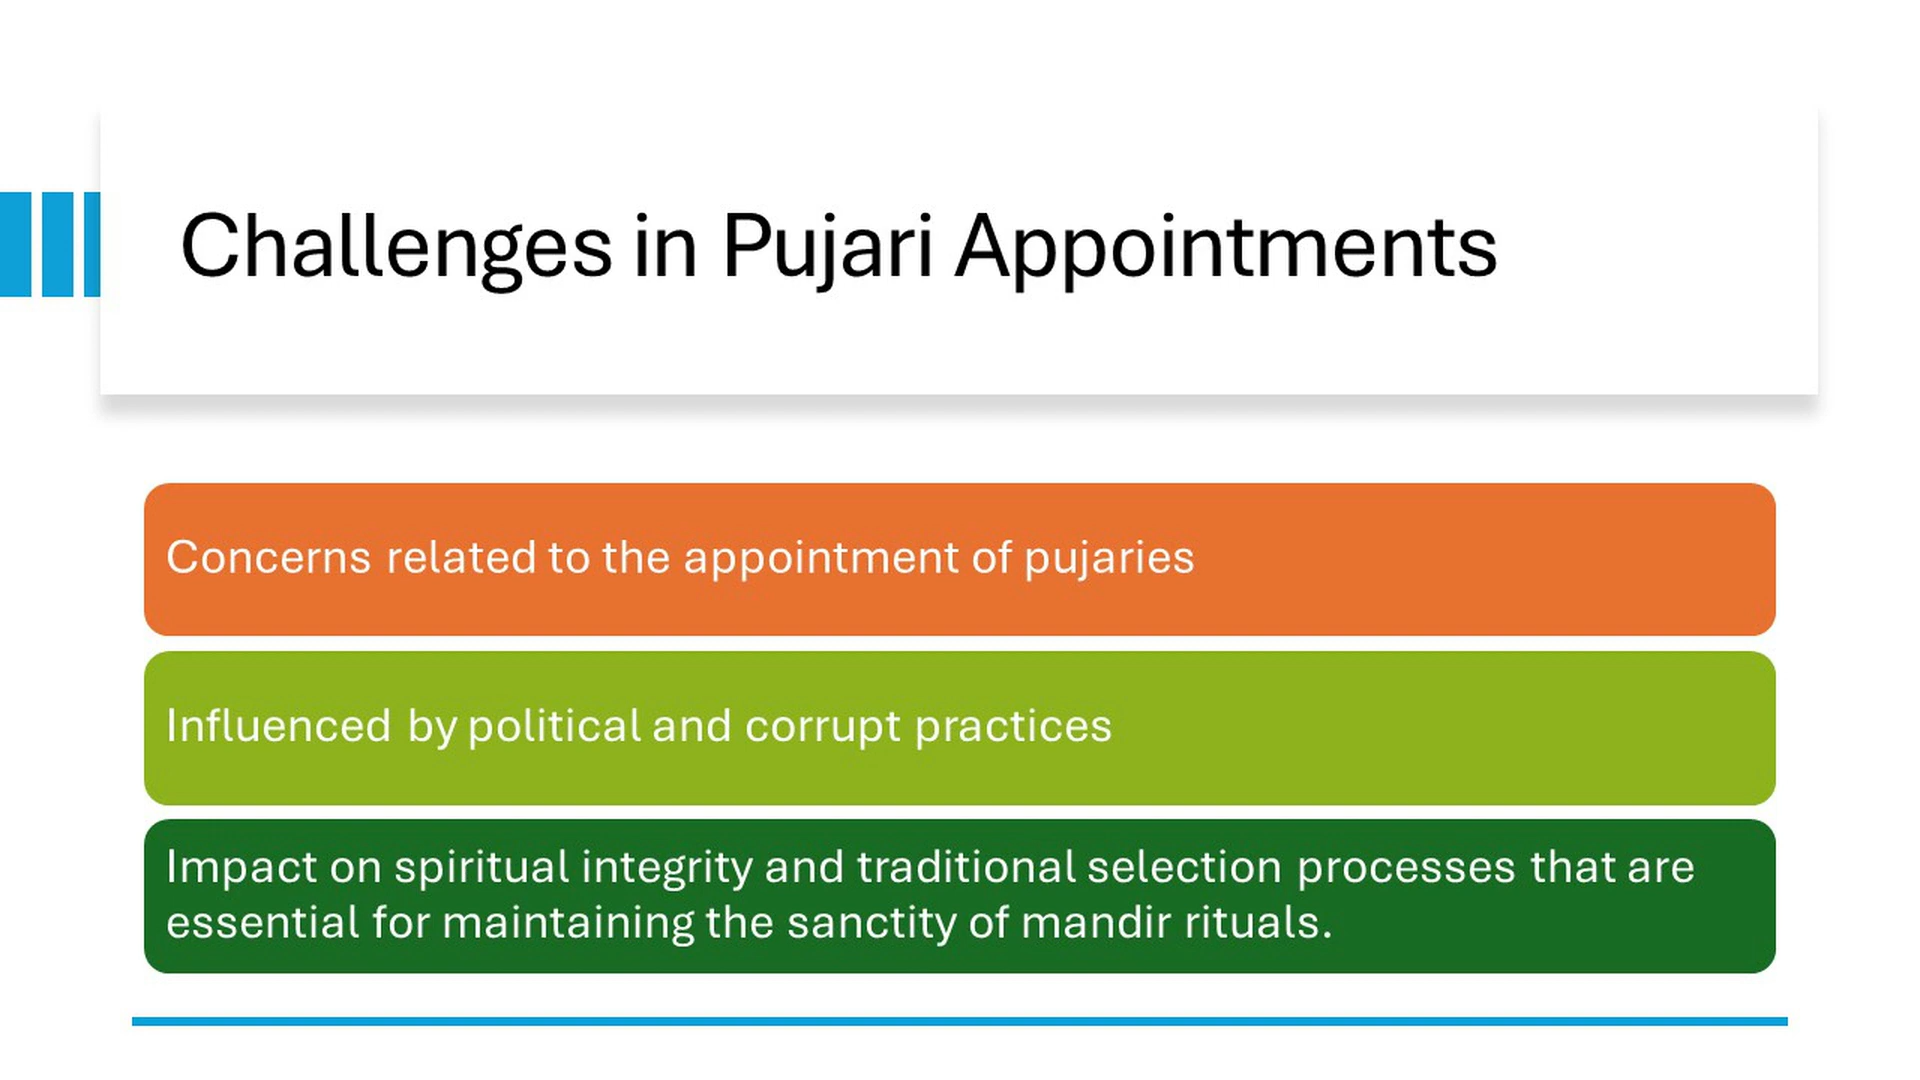 Challenges in Pujari Appointments
Concerns related to the appointment of pujaries
Influenced by political and corrupt practices
Impact on spiritual integrity and traditional selection processes that are
essential for maintaining the sanctity of mandir rituals.